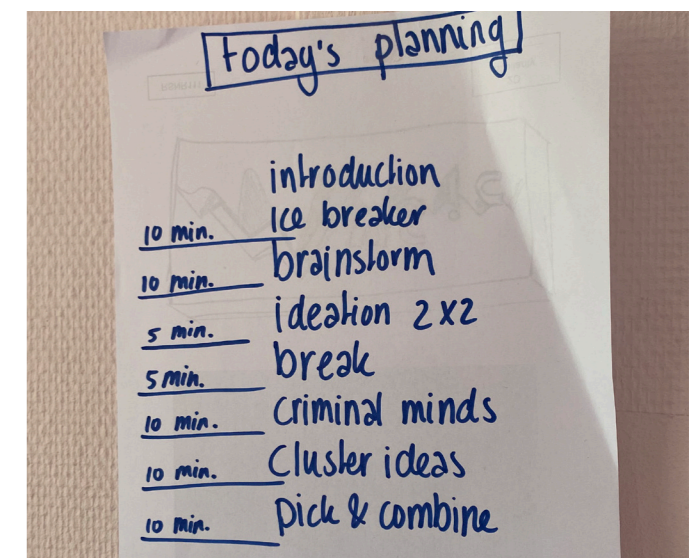 today's planning
introduction
10 min. Ice breaker
10 min. brainstorm
5 min. ideation 2x2
5 min. break
10 min. Criminal minds
10 min. Cluster ideas
10 min. Pick & combine